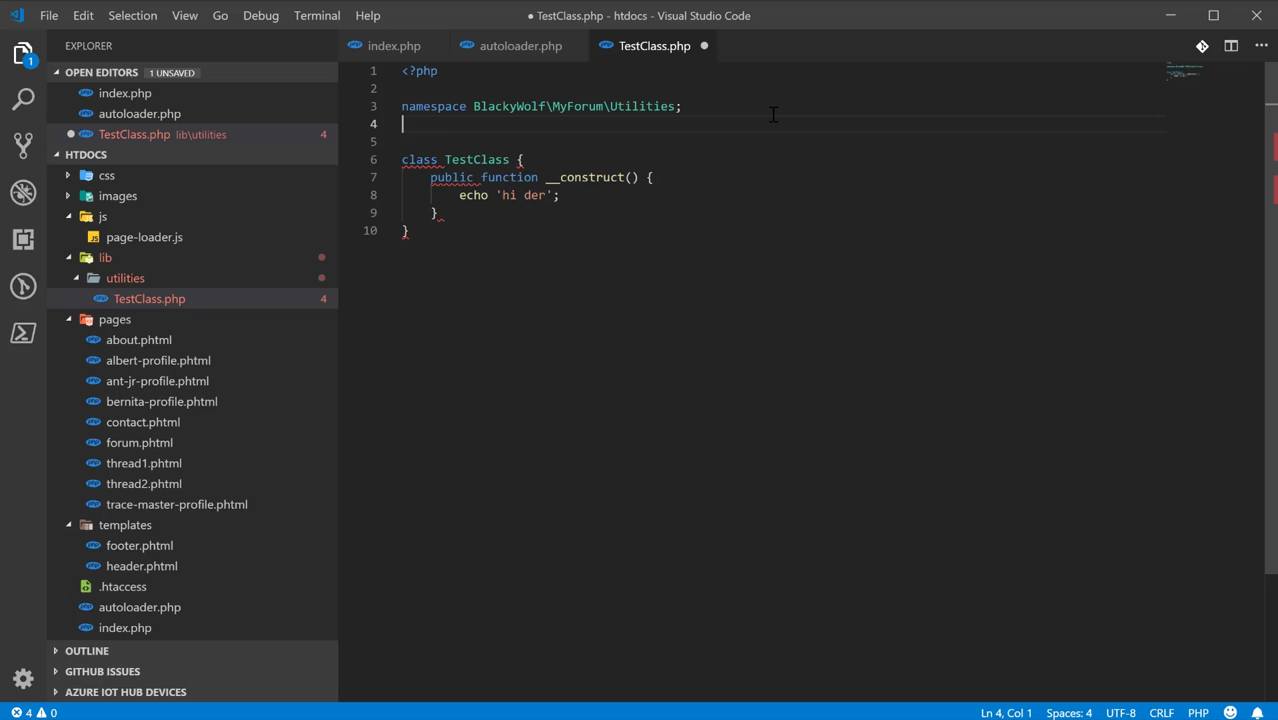 File Edit Selection View Go Debug Terminal Help
● TestClass.php - htdocs - Visual Studio Code
EXPLORER
OPEN EDITORS 1 UNSAVED
index.php
autoloader.php
TestClass.php lib\utilities 4
HTDOCS
css
images
js
JS page-loader.js
lib
utilities
TestClass.php 4
pages
about.phtml
albert-profile.phtml
ant-jr-profile.phtml
bernita-profile.phtml
contact.phtml
forum.phtml
thread1.phtml
thread2.phtml
trace-master-profile.phtml
templates
footer.phtml
header.phtml
.htaccess
autoloader.php
index.php
OUTLINE
GITHUB ISSUES
AZURE IOT HUB DEVICES
1
index.php autoloader.php TestClass.php ●
1 <?php
2
3 namespace BlackyWolf\MyForum\Utilities;
4
5
6 class TestClass {
7 public function __construct() {
8 echo 'hi der';
9 }
10 }
4 0 Ln 4, Col 1 Spaces: 4 UTF-8 CRLF PHP